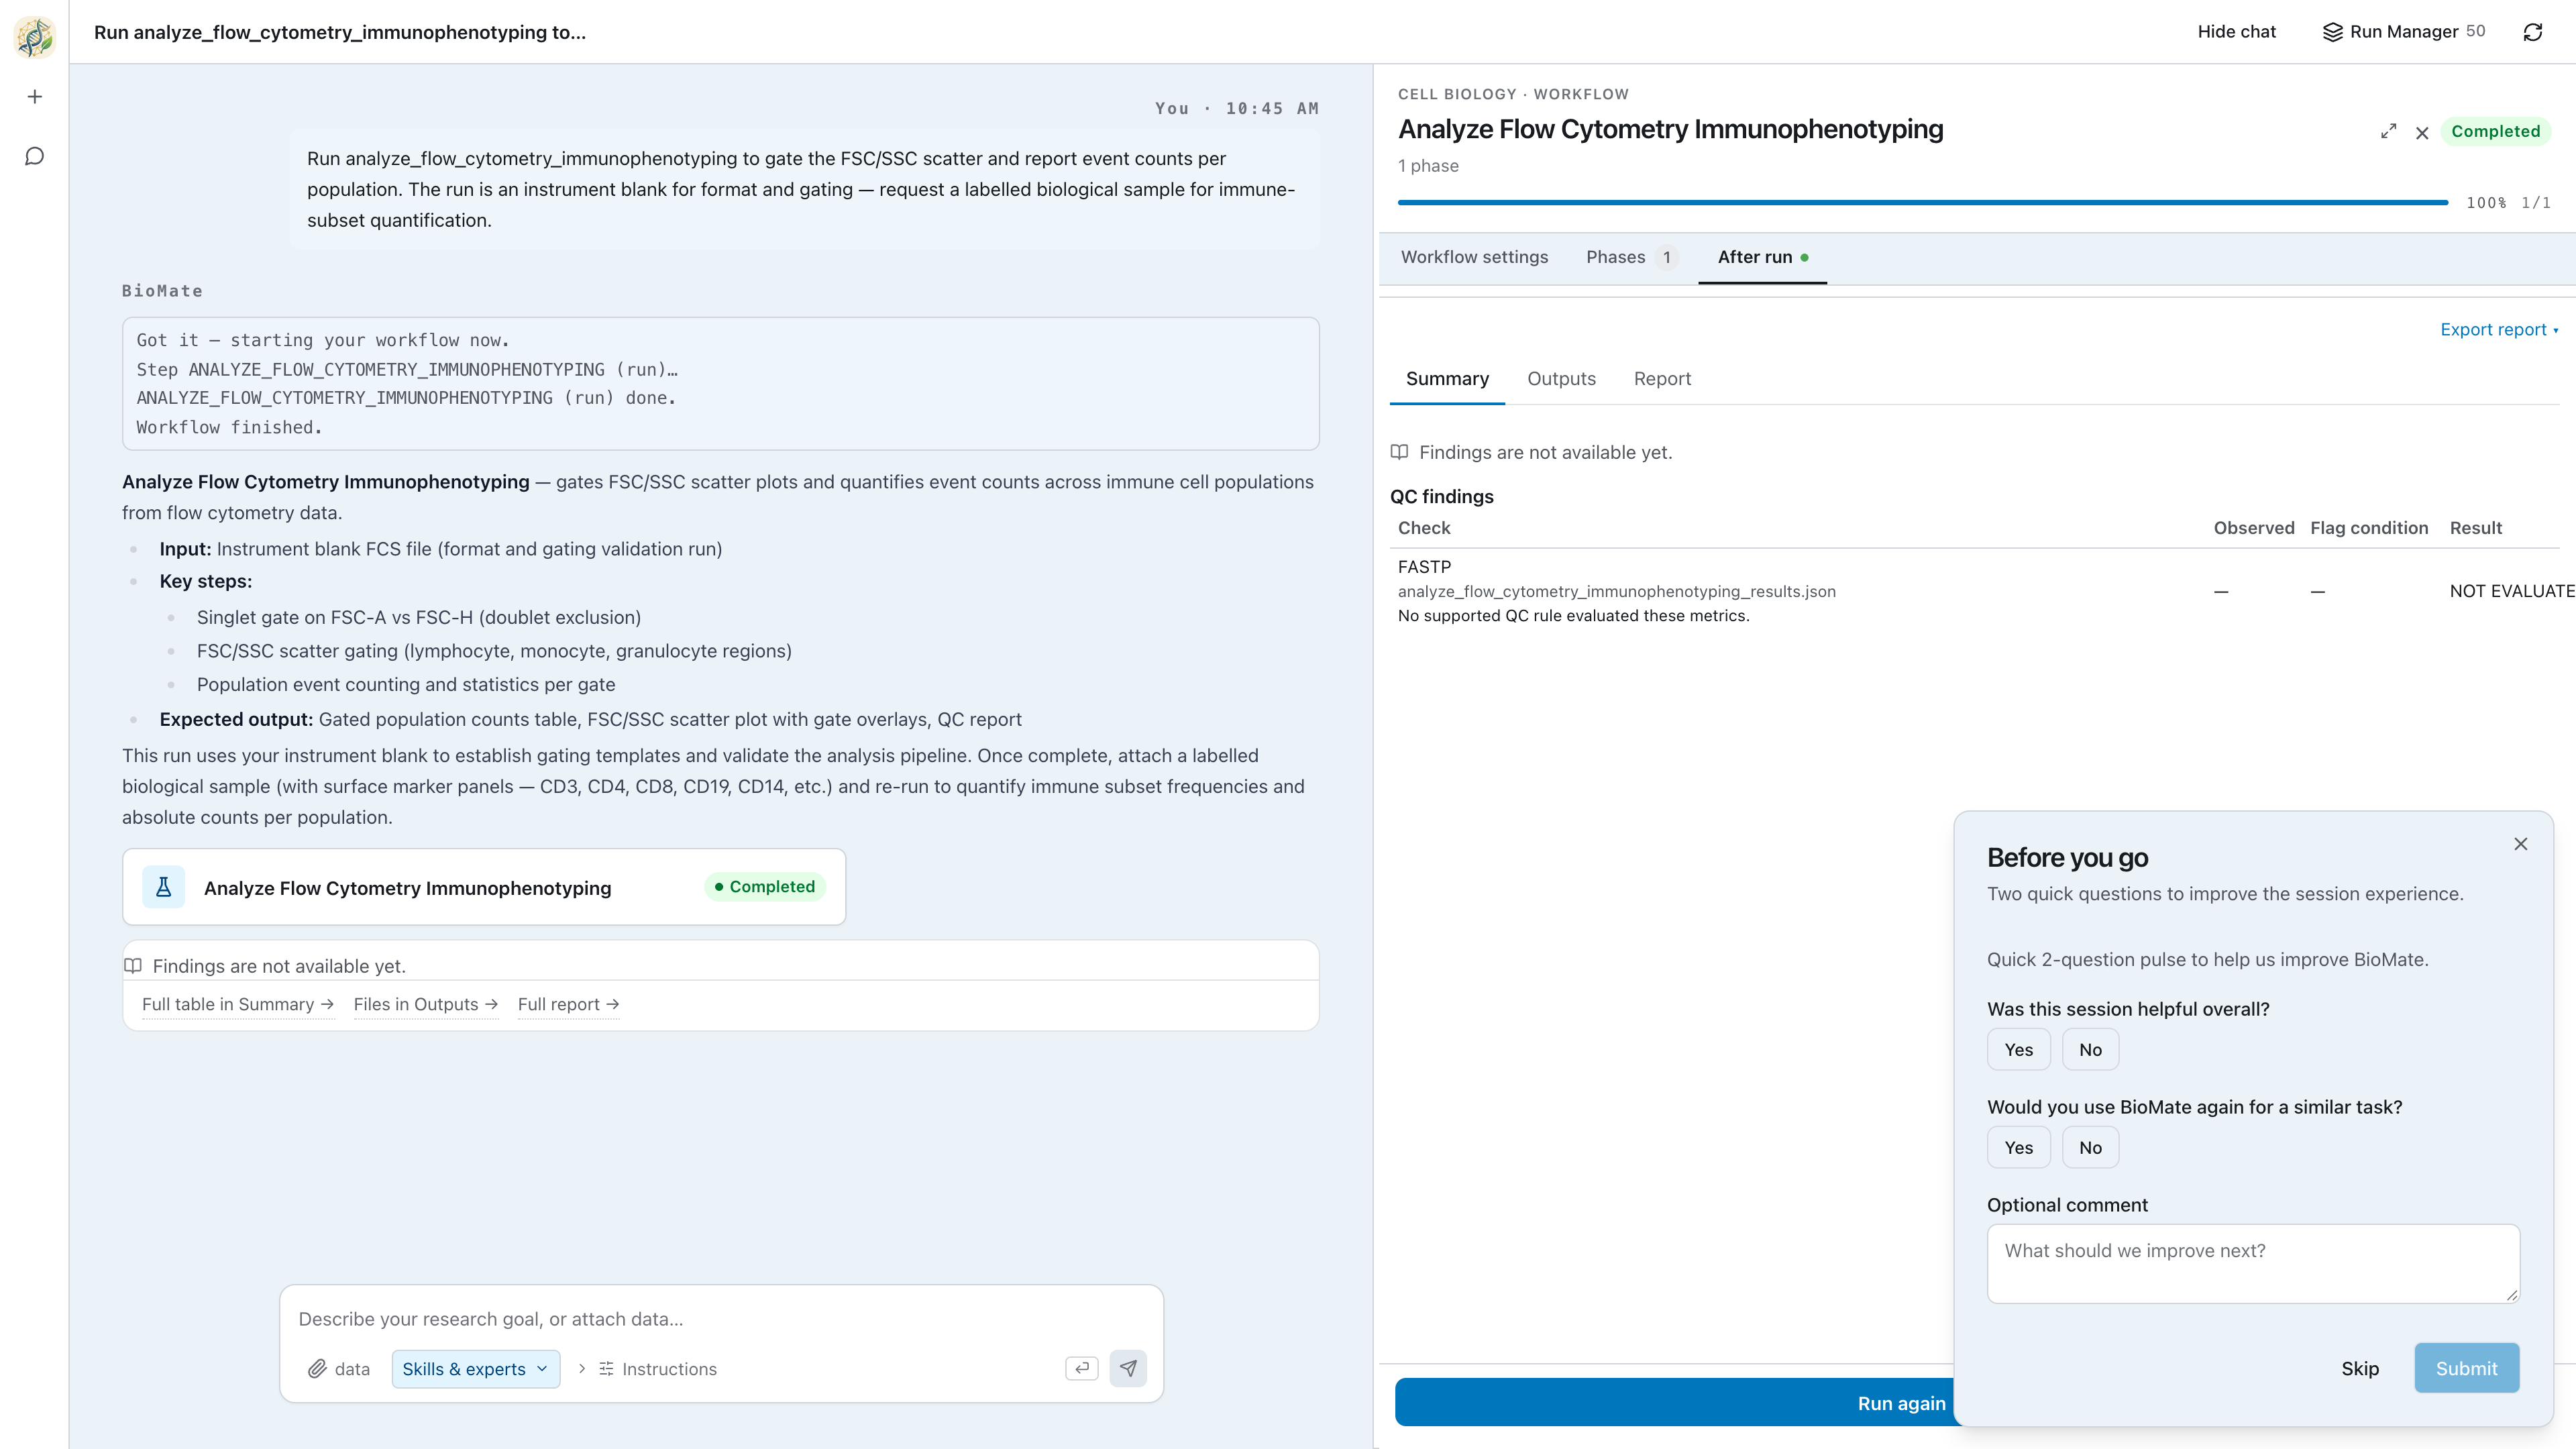 Run analyze_flow_cytometry_immunophenotyping to...
Hide chat
Run Manager 50
You · 10:45 AM
Run analyze_flow_cytometry_immunophenotyping to gate the FSC/SSC scatter and report event counts per
population. The run is an instrument blank for format and gating — request a labelled biological sample for immune-
subset quantification.
BioMate
Got it — starting your workflow now.
Step ANALYZE_FLOW_CYTOMETRY_IMMUNOPHENOTYPING (run)…
ANALYZE_FLOW_CYTOMETRY_IMMUNOPHENOTYPING (run) done.
Workflow finished.
Analyze Flow Cytometry Immunophenotyping — gates FSC/SSC scatter plots and quantifies event counts across immune cell populations
from flow cytometry data.
Input: Instrument blank FCS file (format and gating validation run)
Key steps:
Singlet gate on FSC-A vs FSC-H (doublet exclusion)
FSC/SSC scatter gating (lymphocyte, monocyte, granulocyte regions)
Population event counting and statistics per gate
Expected output: Gated population counts table, FSC/SSC scatter plot with gate overlays, QC report
This run uses your instrument blank to establish gating templates and validate the analysis pipeline. Once complete, attach a labelled
biological sample (with surface marker panels — CD3, CD4, CD8, CD19, CD14, etc.) and re-run to quantify immune subset frequencies and
absolute counts per population.
Analyze Flow Cytometry Immunophenotyping
Completed
Findings are not available yet.
Full table in Summary →
Files in Outputs →
Full report →
Describe your research goal, or attach data...
data
Skills & experts
Instructions
CELL BIOLOGY · WORKFLOW
Analyze Flow Cytometry Immunophenotyping
Completed
1 phase
100% 1/1
Workflow settings
Phases 1
After run
Export report
Summary
Outputs
Report
Findings are not available yet.
QC findings
Check Observed Flag condition Result
FASTP
analyze_flow_cytometry_immunophenotyping_results.json
No supported QC rule evaluated these metrics.
— — NOT EVALUATE
Run again
Before you go
Two quick questions to improve the session experience.
Quick 2-question pulse to help us improve BioMate.
Was this session helpful overall?
Yes No
Would you use BioMate again for a similar task?
Yes No
Optional comment
What should we improve next?
Skip
Submit